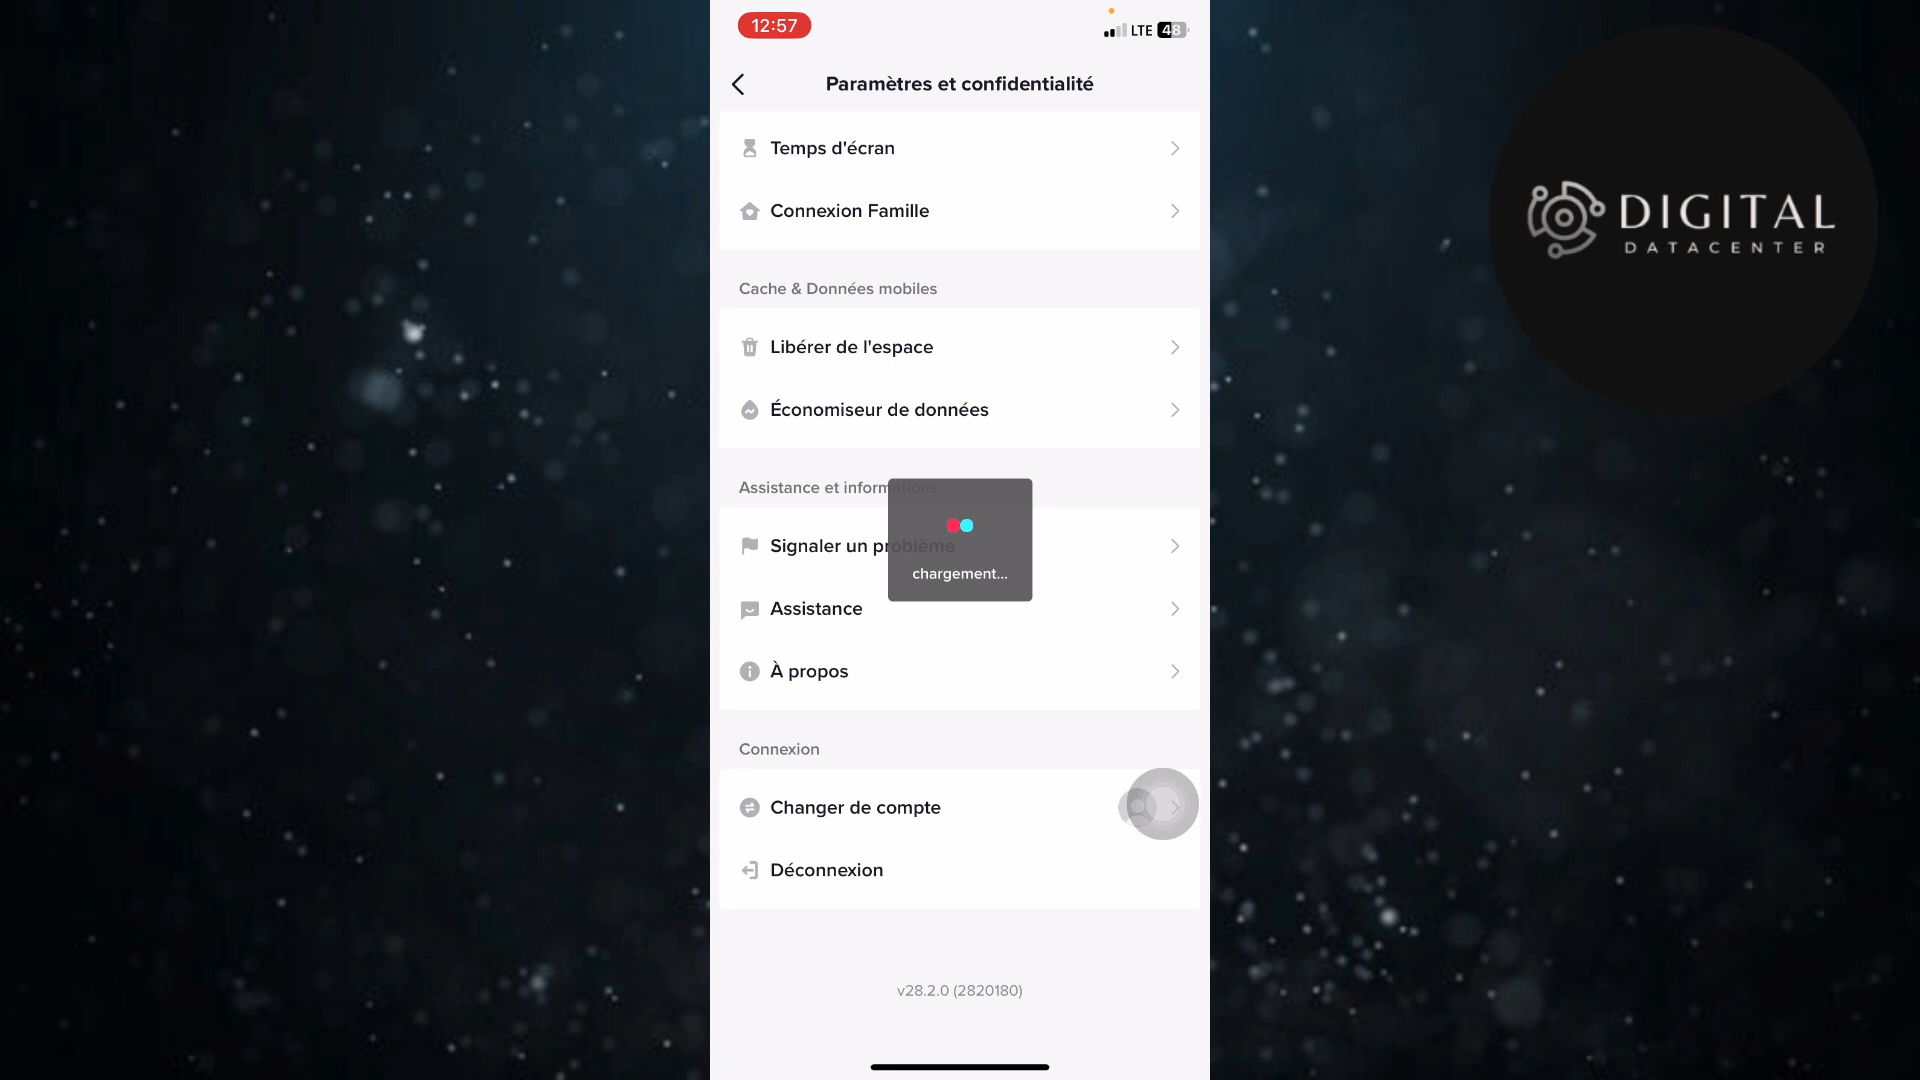 12:57
LTE 48
Paramètres et confidentialité
Temps d'écran
Connexion Famille
Cache & Données mobiles
Libérer de l'espace
Économiseur de données
Assistance et informations
Signaler un problème
chargement...
Assistance
À propos
Connexion
Changer de compte
Déconnexion
v28.2.0 (2820180)
DIGITAL
DATACENTER